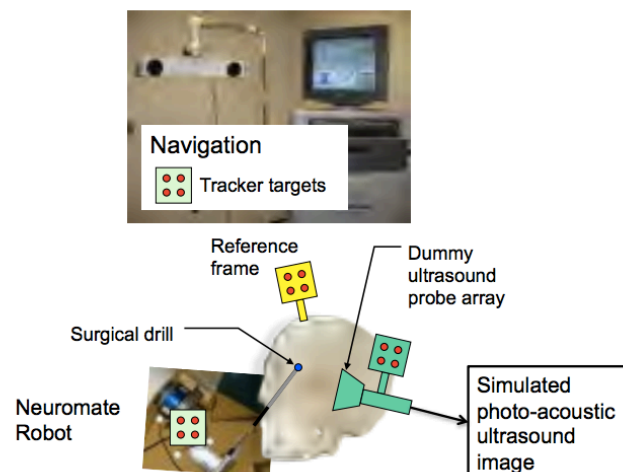 Navigation
Tracker targets
Reference
frame
Dummy
ultrasound
probe array
Surgical drill
Neuromate
Robot
Simulated
photo-acoustic
ultrasound
image